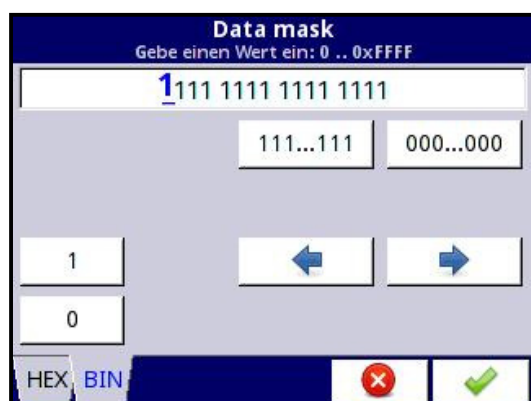 Data mask
Gebe einen Wert ein: 0 .. 0xFFFF
1111 1111 1111 1111
111...111 000...000
1
0
HEX BIN